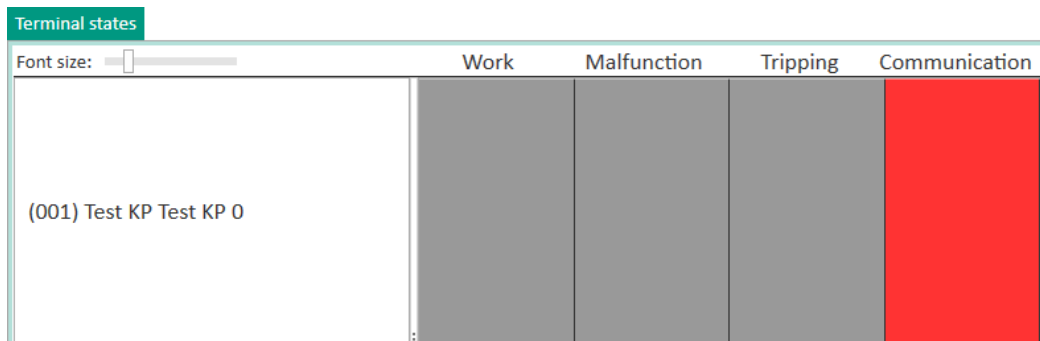 Terminal states
Font size: Work Malfunction Tripping Communication
(001) Test KP Test KP 0